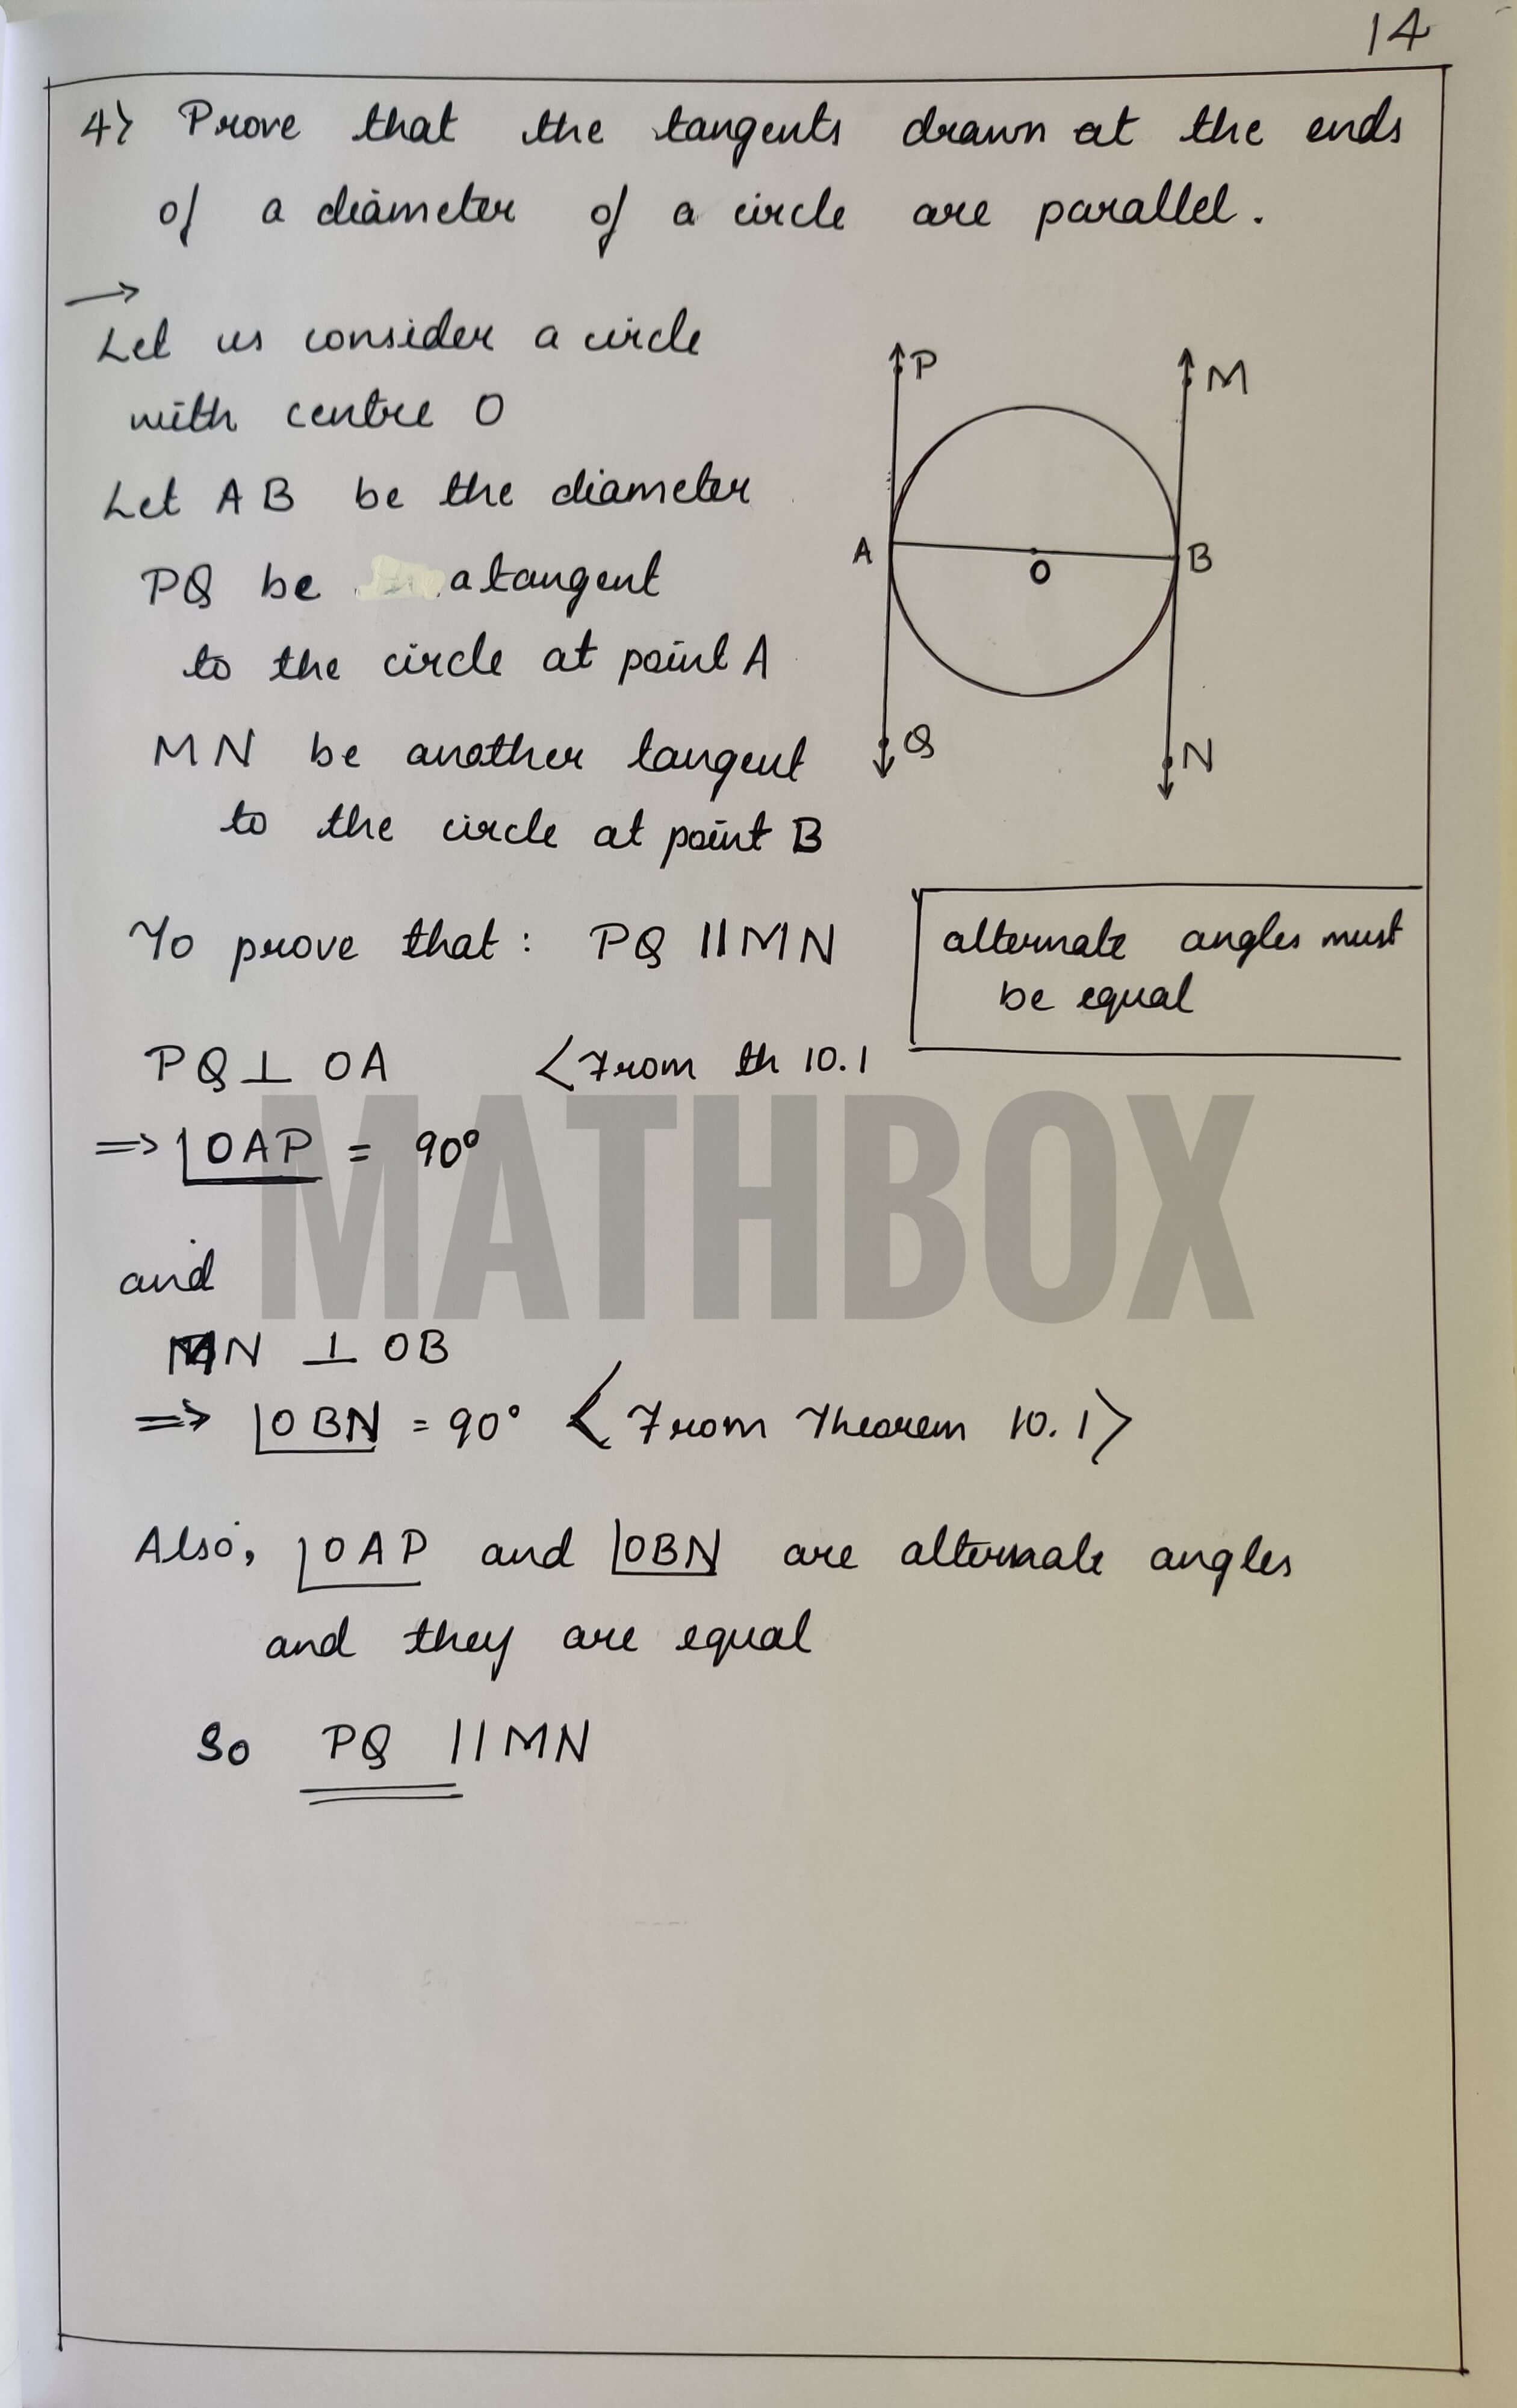 14
4) Prove that the tangents drawn at the ends
of a diameter of a circle are parallel.
→
Let us consider a circle
with centre O
Let AB be the diameter
PQ be a tangent
to the circle at point A
MN be another tangent
to the circle at point B
P
M
A
O
B
Q
N
To prove that : PQ || MN
alternate angles must
be equal
PQ ⊥ OA <From th 10.1
MATHBOX
=> ∠OAP = 90°
and
MN ⊥ OB
=> ∠OBN = 90° <From Theorem 10.1>
Also, ∠OAP and ∠OBN are alternate angles
and they are equal
So PQ || MN